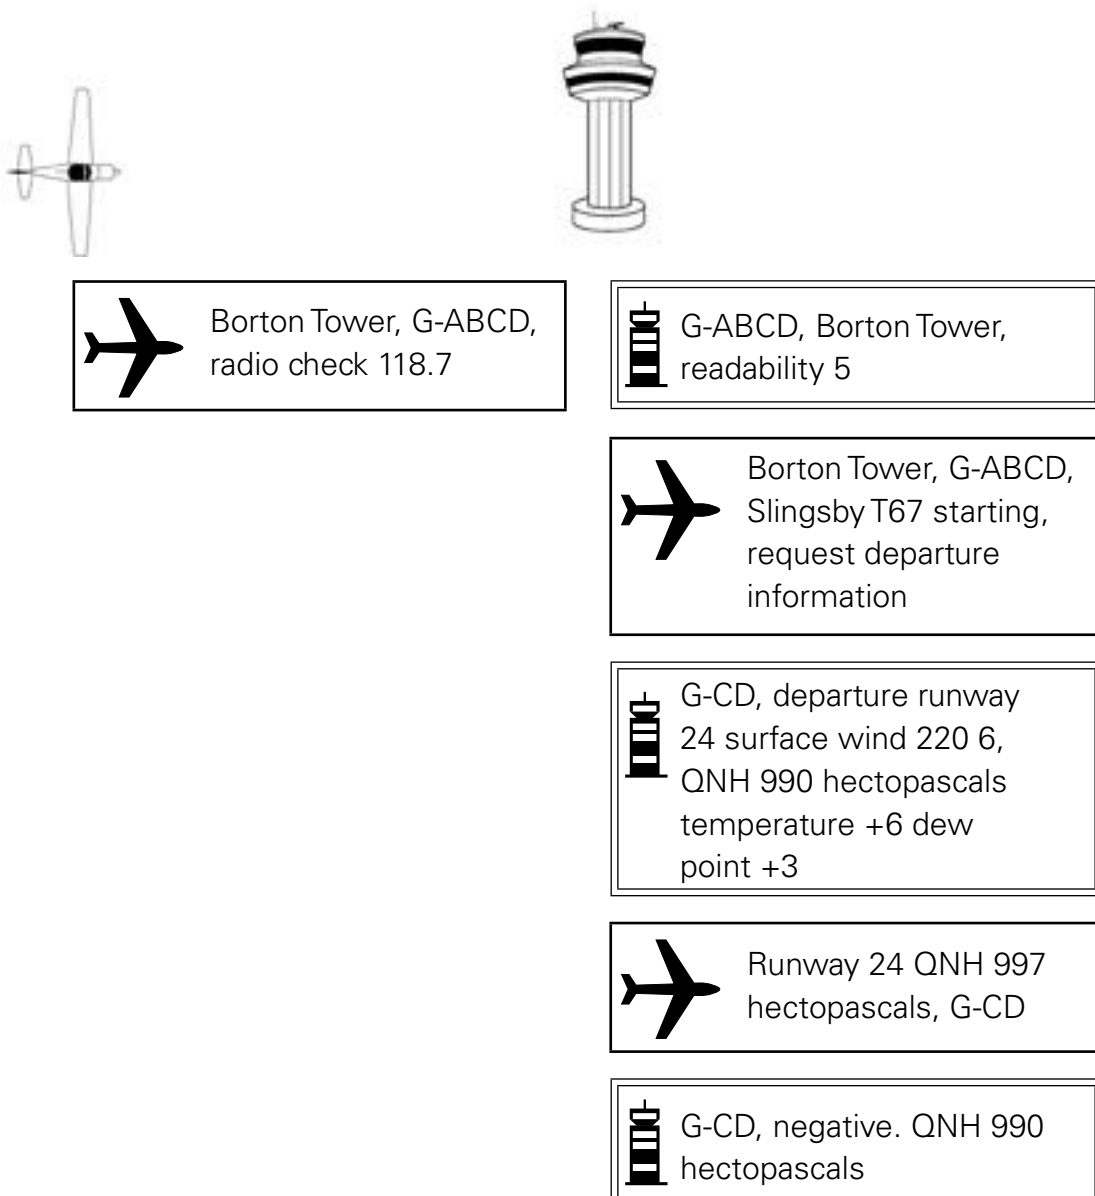 Borton Tower, G-ABCD,
radio check 118.7
G-ABCD, Borton Tower,
readability 5
Borton Tower, G-ABCD,
Slingsby T67 starting,
request departure
information
G-CD, departure runway
24 surface wind 220 6,
QNH 990 hectopascals
temperature +6 dew
point +3
Runway 24 QNH 997
hectopascals, G-CD
G-CD, negative. QNH 990
hectopascals